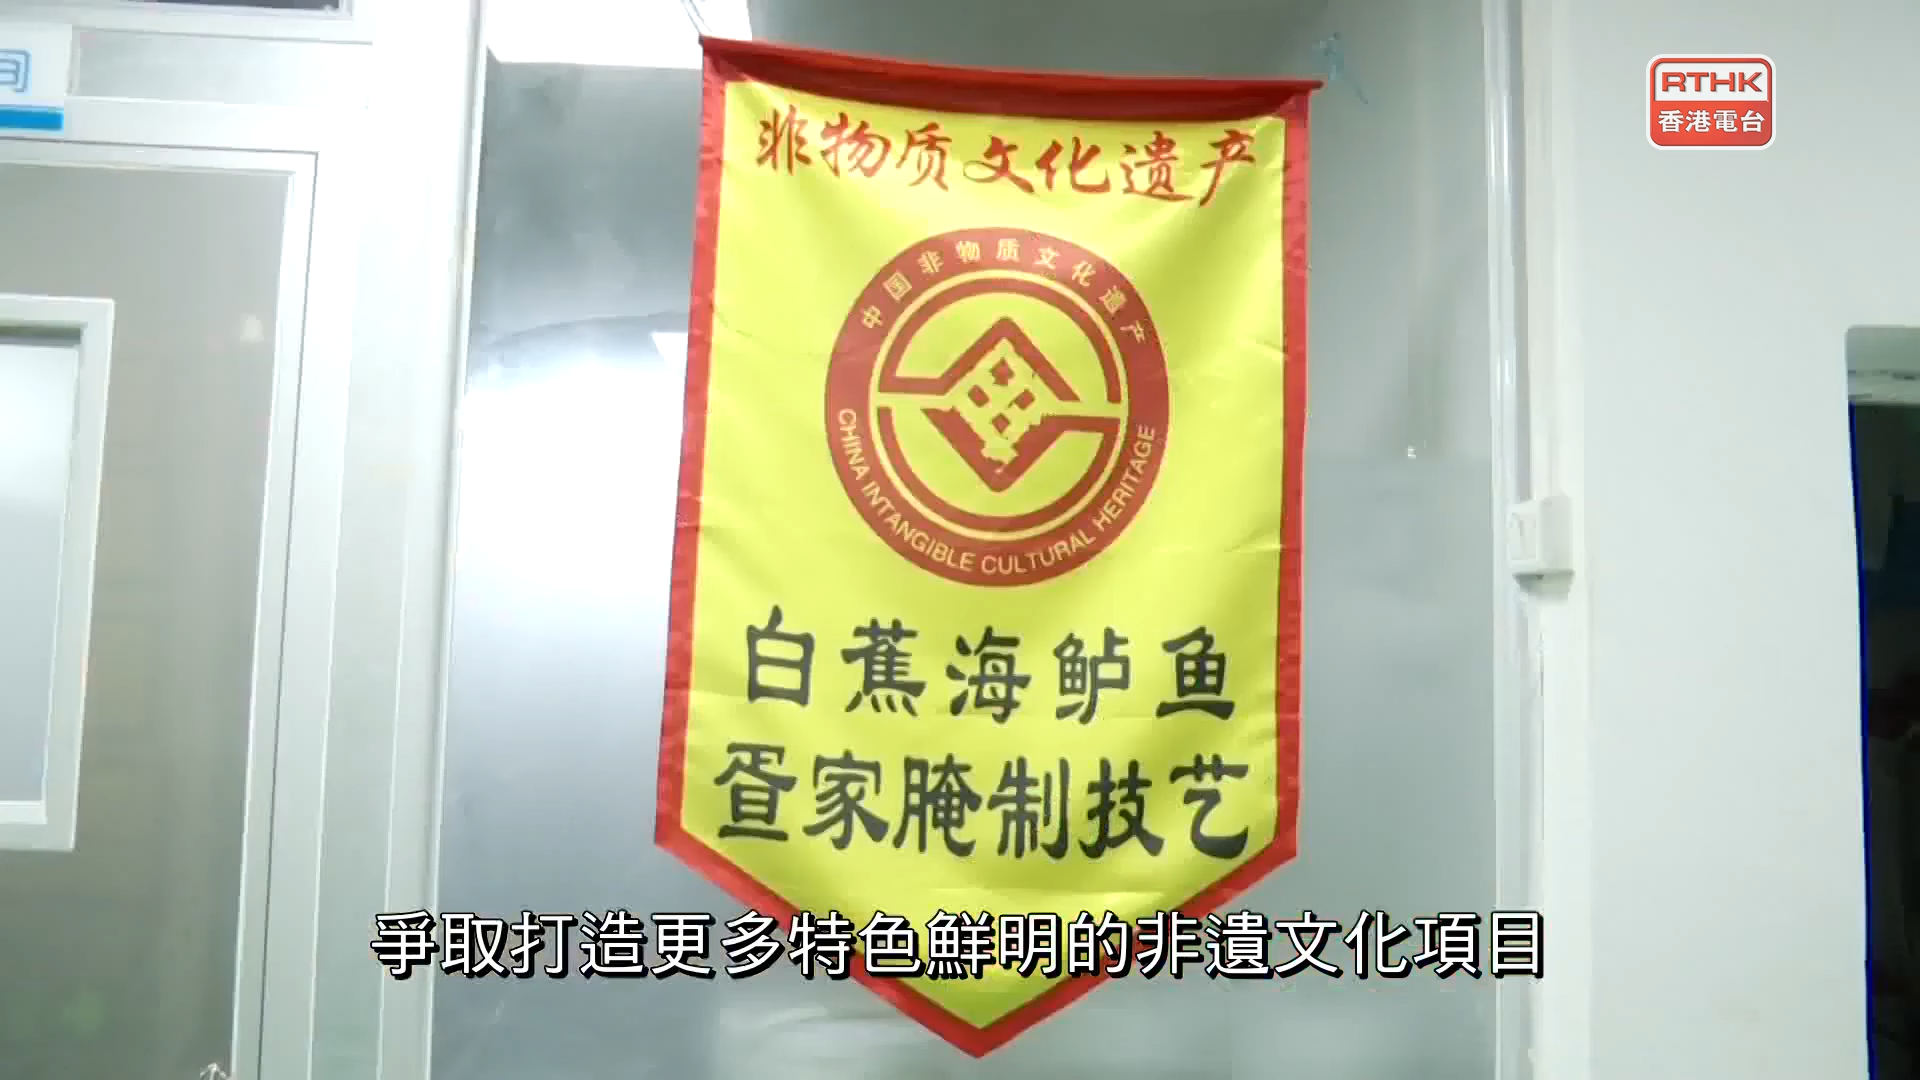 间
RTHK
香港電台
非物质文化遗产
中国非物质文化遗产
CHINA INTANGIBLE CULTURAL HERITAGE
白蕉海鲈鱼
疍家腌制技艺
爭取打造更多特色鮮明的非遺文化項目